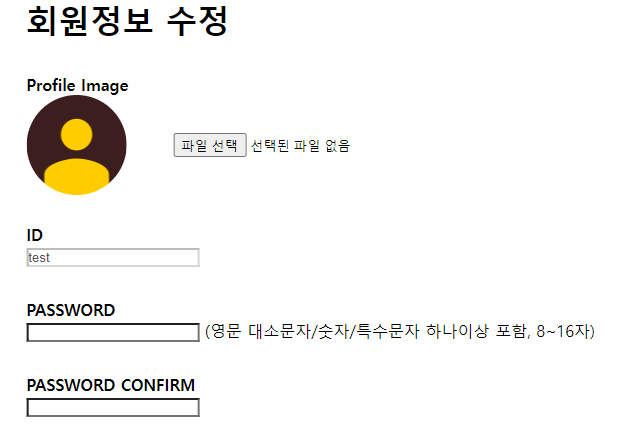 회원정보 수정
Profile Image
파일 선택 선택된 파일 없음
ID
test
PASSWORD
(영문 대소문자/숫자/특수문자 하나이상 포함, 8~16자)
PASSWORD CONFIRM